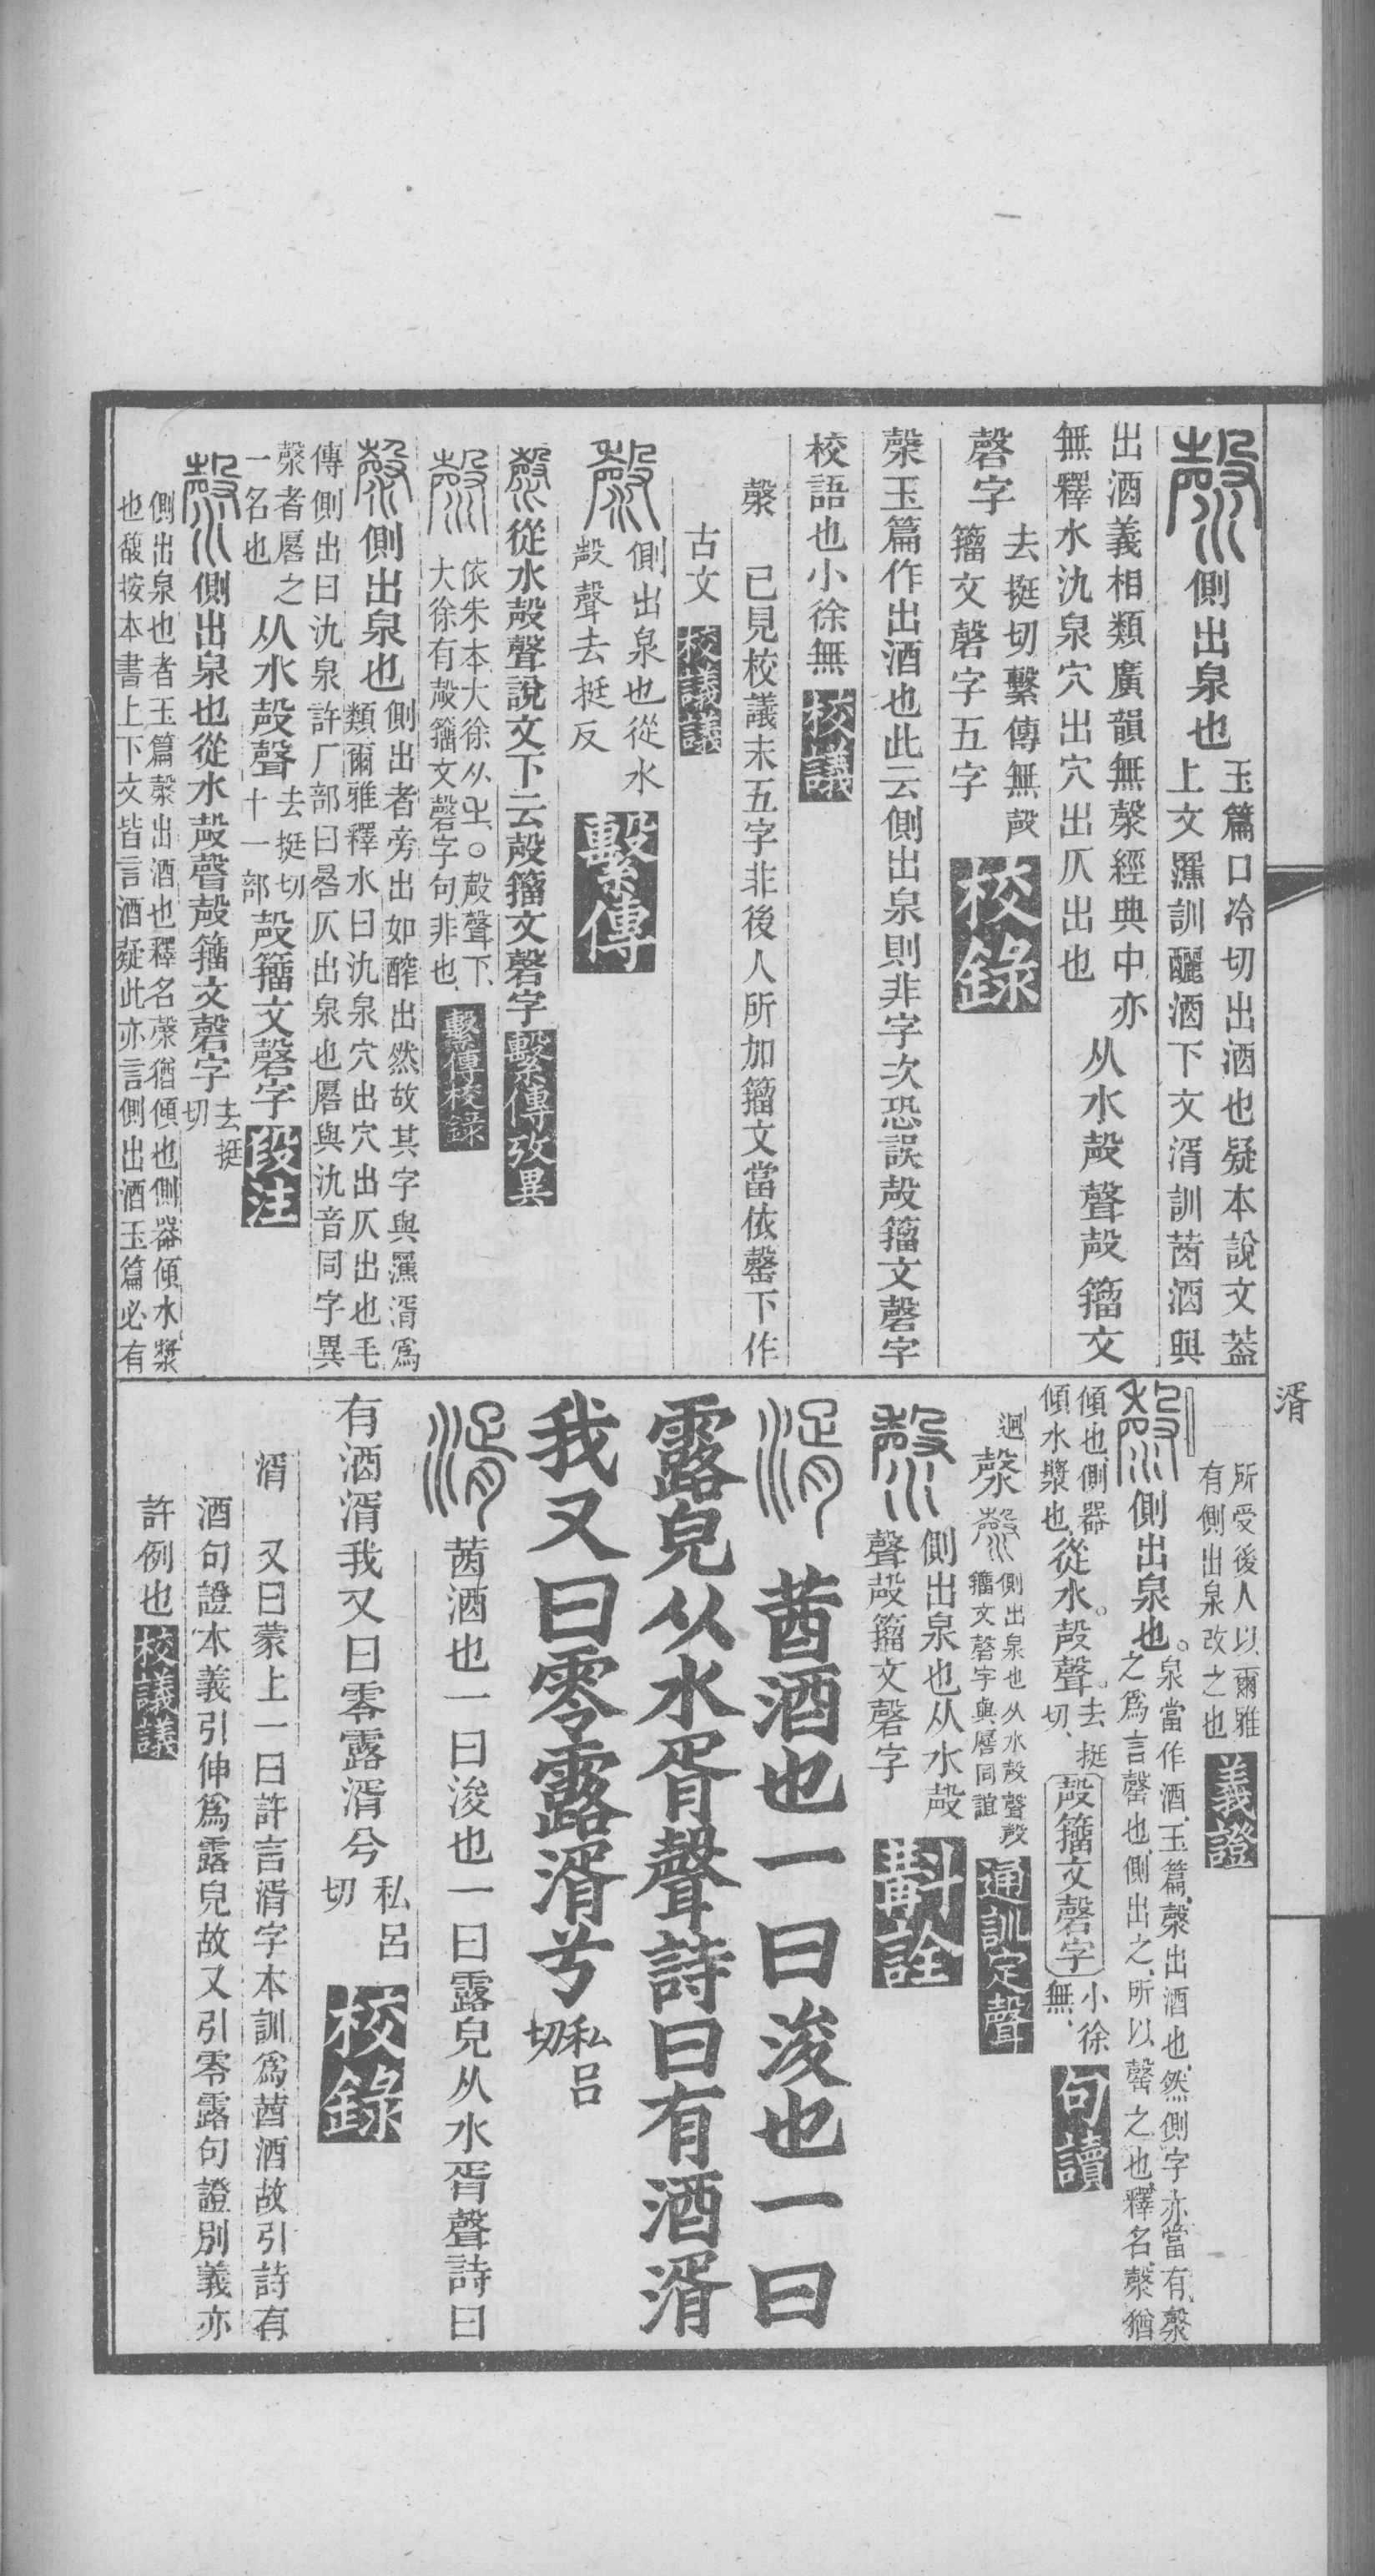 漀側出泉也玉篇口冷切出酒也疑本說文葢
上文㶆訓釃酒下文湑訓莤酒與
出酒義相類廣韻無漀經典中亦
無釋水氿泉穴出穴出仄出也
从水殸聲殸籒文
磬字去挺切繫傳無殸
籒文磬字五字
校錄
漀玉篇作出酒也此云側出泉則非字次恐誤殸籒文磬字
校語也小徐無校議
漀 已見校議末五字非後人所加籒文當依罄下作
古文校議議
漀側出泉也從水
殸聲去挺反
繫傳
漀從水殸聲說文下云殸籒文磬字繫傳攷異
漀依朱本大徐从水。殸聲下
大徐有殸籒文磬字句非也
繫傳校錄
漀側出泉也側出者旁出如醡出然故其字與㶆湑爲
類爾雅釋水曰氿泉穴出穴出仄出也毛
傳側出曰氿泉許厂部曰厬仄出泉也厬與氿音同字異
漀者厬之
一名也
从水殸聲去挺切
十一部
殸籒文磬字段注
漀側出泉也從水殸聲殸籒文磬字去挺
切
側出泉也者玉篇漀出酒也釋名漀猶傾也側器傾水漿
也馥按本書上下文皆言酒疑此亦言側出酒玉篇必有
湑
所受後人以爾雅
有側出泉改之也
義證
漀側出泉也。泉當作酒、玉篇、漀出酒也、然側字亦當有、漀
之爲言罄也、側出之、所以罄之也、釋名、漀猶
傾也、側器
傾水漿也、
從水。殸聲。去挺
切、
殸籒文磬字小徐
無、
句讀
迥漀漀側出泉也从水殸聲殸
籒文磬字與厬同誼
通訓定聲
漀側出泉也从水殸
聲殸籒文磬字
斠詮
湑 莤酒也一曰浚也一曰
露皃从水胥聲詩曰有酒湑
我又曰零露湑兮私呂
切
湑茜酒也一曰浚也一曰露皃从水胥聲詩曰
有酒湑我又曰零露湑兮私呂
切
校錄
湑 又曰蒙上一曰許言湑字本訓爲莤酒故引詩有
酒句證本義引伸爲露皃故又引零露句證別義亦
許例也校議議